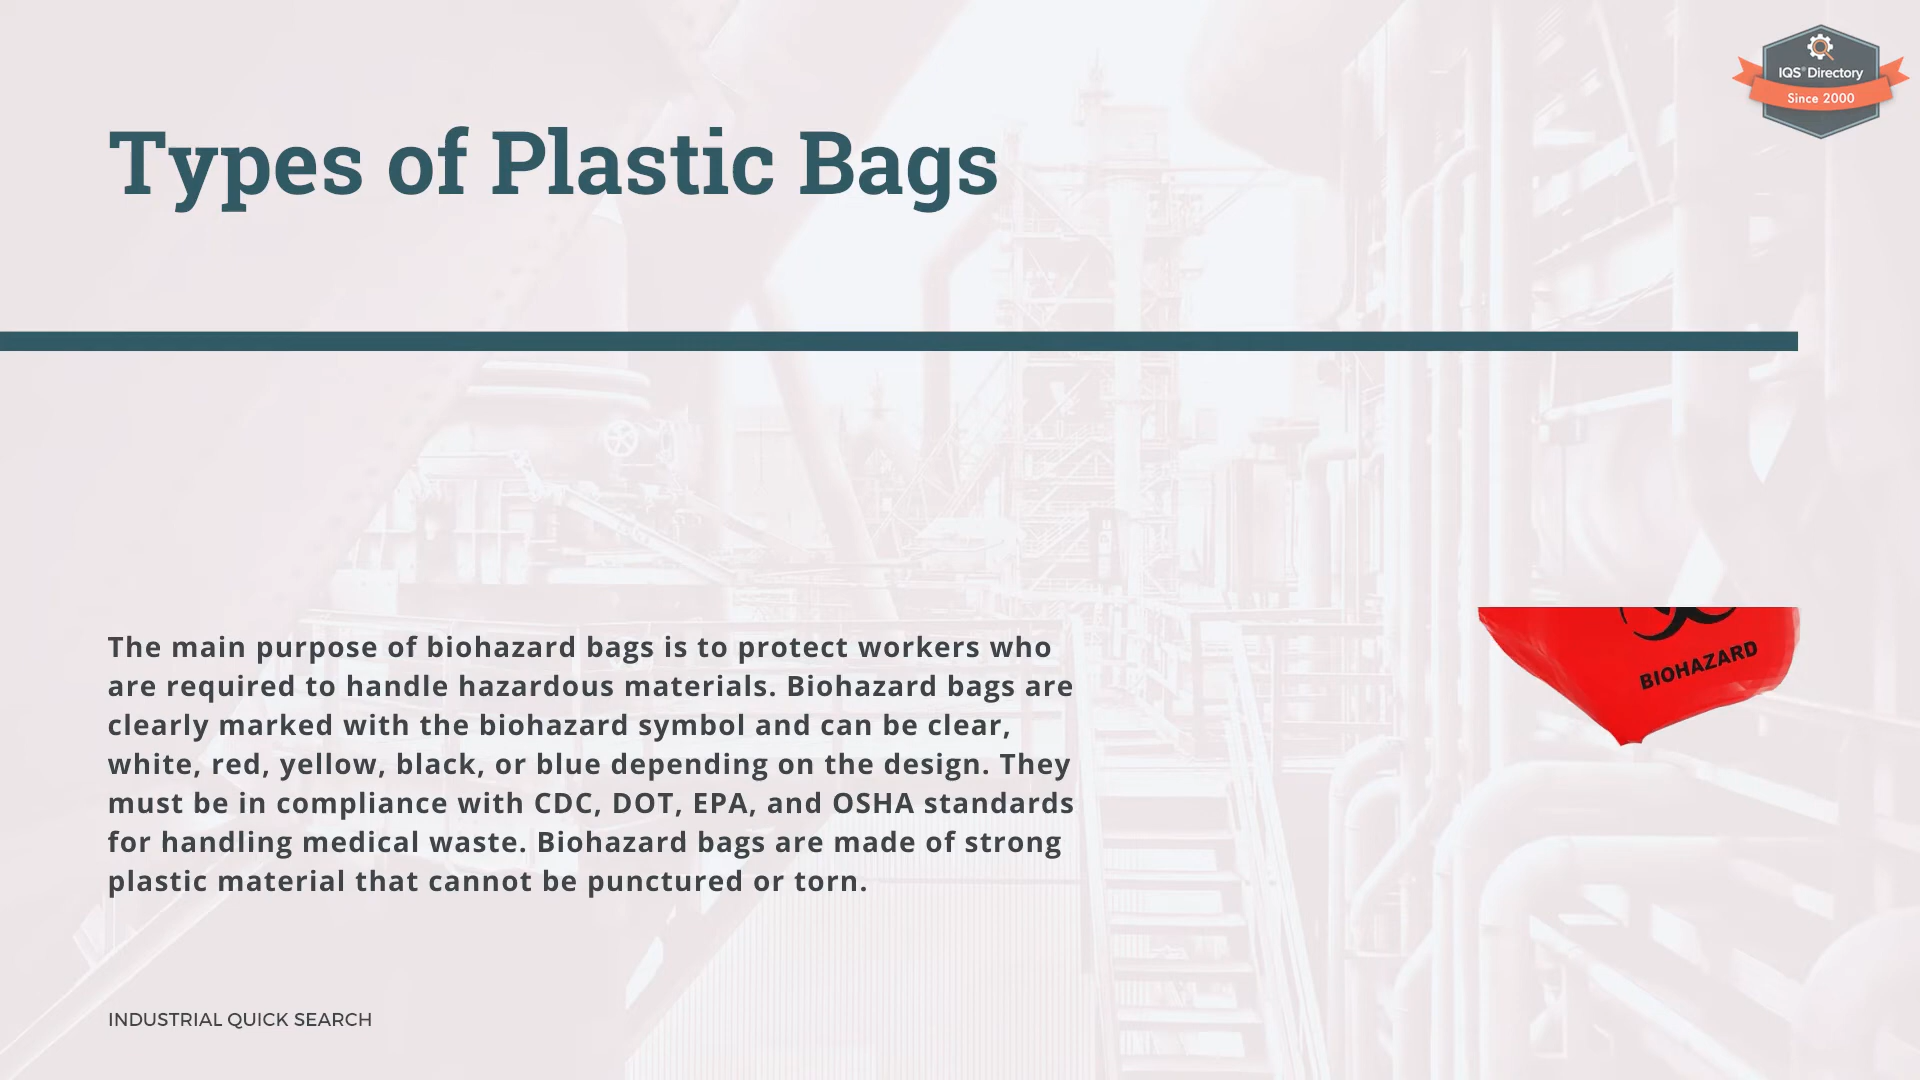 IQS® Directory
Since 2000
Types of Plastic Bags
The main purpose of biohazard bags is to protect workers who
are required to handle hazardous materials. Biohazard bags are
clearly marked with the biohazard symbol and can be clear,
white, red, yellow, black, or blue depending on the design. They
must be in compliance with CDC, DOT, EPA, and OSHA standards
for handling medical waste. Biohazard bags are made of strong
plastic material that cannot be punctured or torn.
BIOHAZARD
INDUSTRIAL QUICK SEARCH